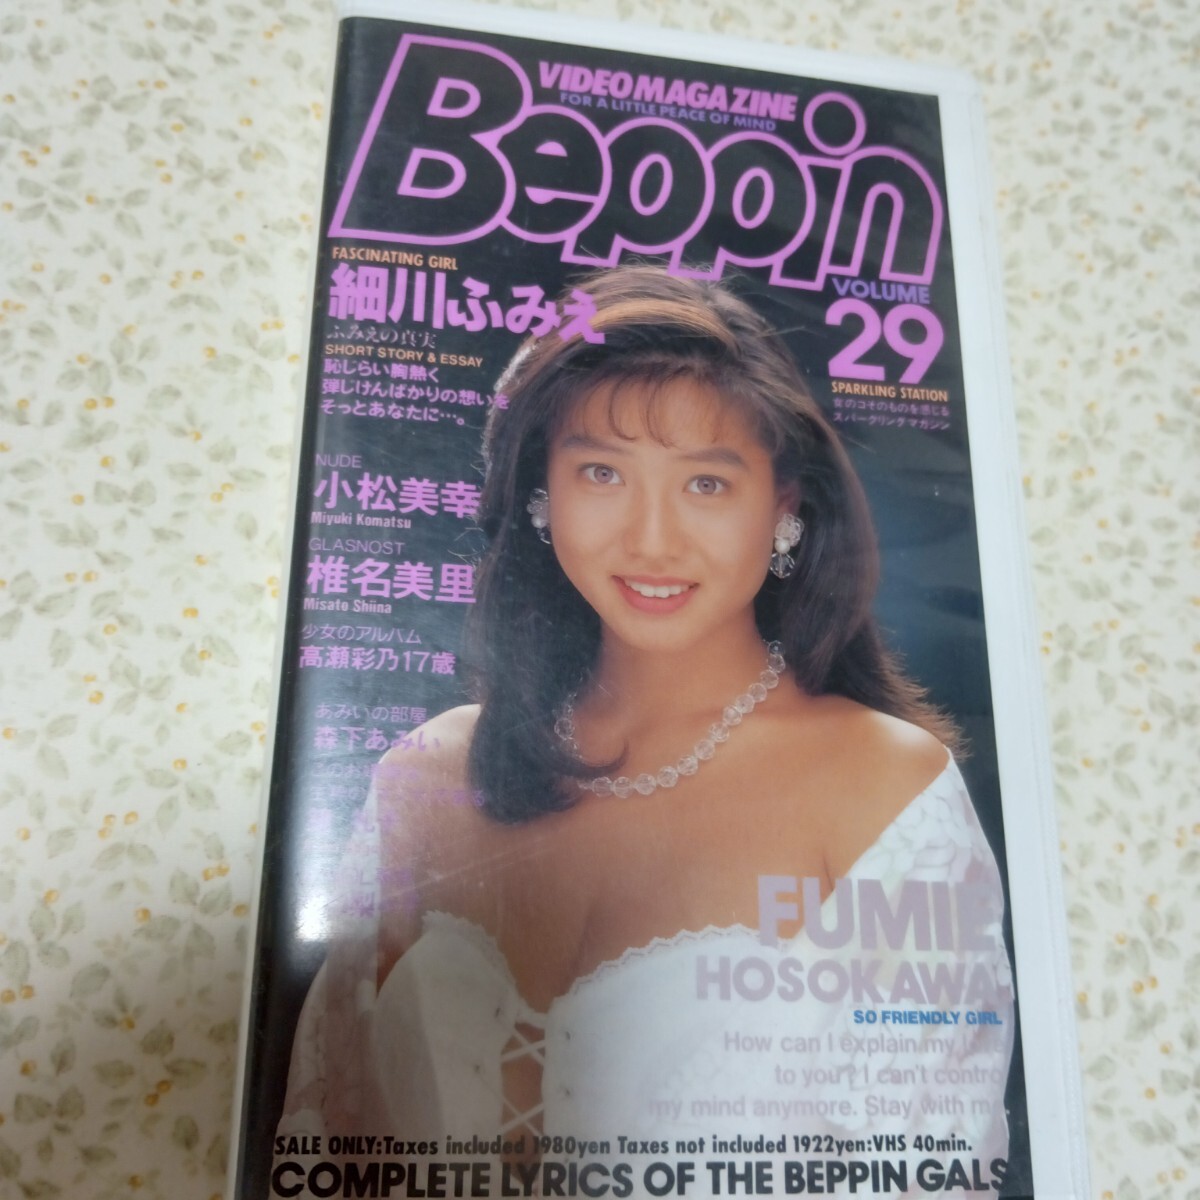 VIDEO MAGAZINE
FOR A LITTLE PEACE OF MIND
Beppin
VOLUME
29
SPARKLING STATION
女のコそのものを感じる
スパークリングマガジン
FASCINATING GIRL
細川ふみえ
ふみえの真実
SHORT STORY & ESSAY
恥じらい胸熱く
弾じけんばかりの想いを
そっとあなたに…。
NUDE
小松美幸
Miyuki Komatsu
GLASNOST
椎名美里
Misato Shiina
少女のアルバム
高瀬彩乃17歳
あみいの部屋
森下あみい
FUMIE
HOSOKAWA
SO FRIENDLY GIRL
How can I explain my love
to you? I can't contro
my mind anymore. Stay with me
SALE ONLY:Taxes included 1980yen Taxes not included 1922yen:VHS 40min.
COMPLETE LYRICS OF THE BEPPIN GALS